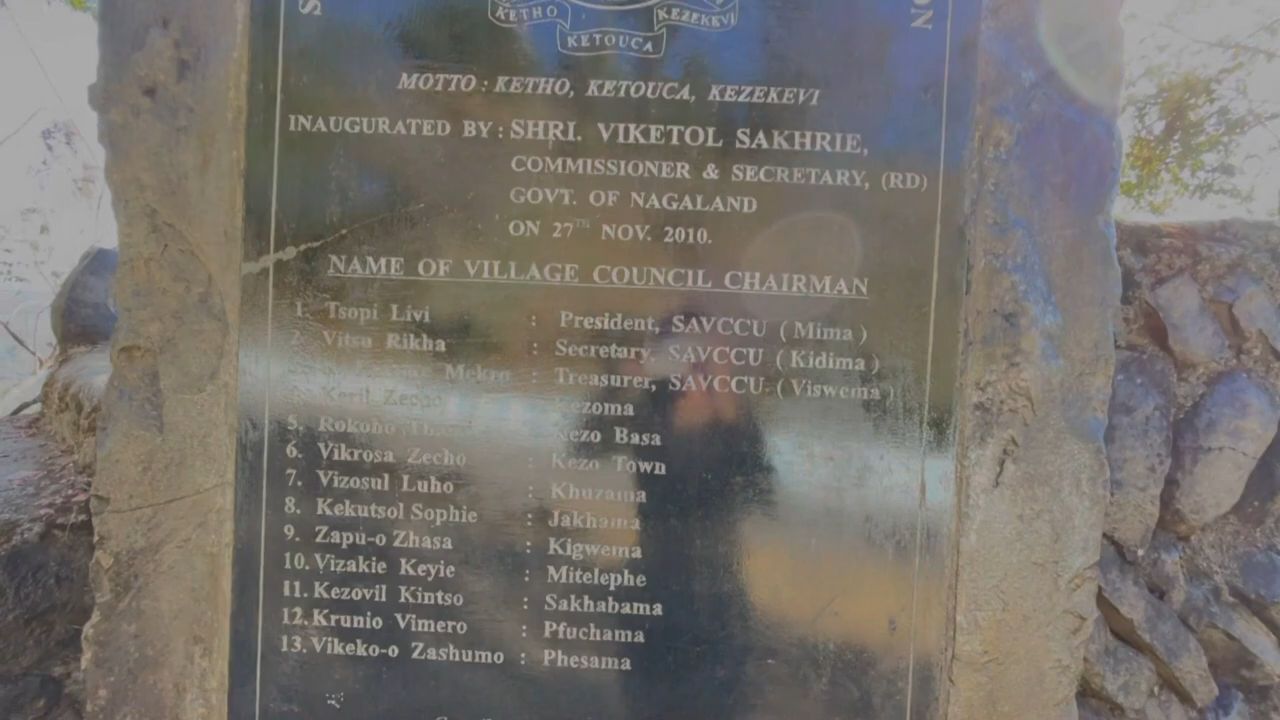 KETHO KEZEKEVI
KETOUCA
MOTTO : KETHO, KETOUCA, KEZEKEVI
INAUGURATED BY : SHRI. VIKETOL SAKHRIE,
COMMISSIONER & SECRETARY, (RD)
GOVT. OF NAGALAND
ON 27TH NOV. 2010.
NAME OF VILLAGE COUNCIL CHAIRMAN
1. Tsopi Livi : President, SAVCCU ( Mima )
2. Vitsu Rikha : Secretary, SAVCCU ( Kidima )
Mekro : Treasurer, SAVCCU ( Viswema )
Kezoma
5. Rokono Kezo Basa
6. Vikrosa Zecho : Kezo Town
7. Vizosul Luho : Khuzama
8. Kekutsol Sophie : Jakhama
9. Zapu-o Zhasa : Kigwema
10. Vizakie Keyie : Mitelephe
11. Kezovil Kintso : Sakhabama
12. Krunio Vimero : Pfuchama
13. Vikeko-o Zashumo : Phesama